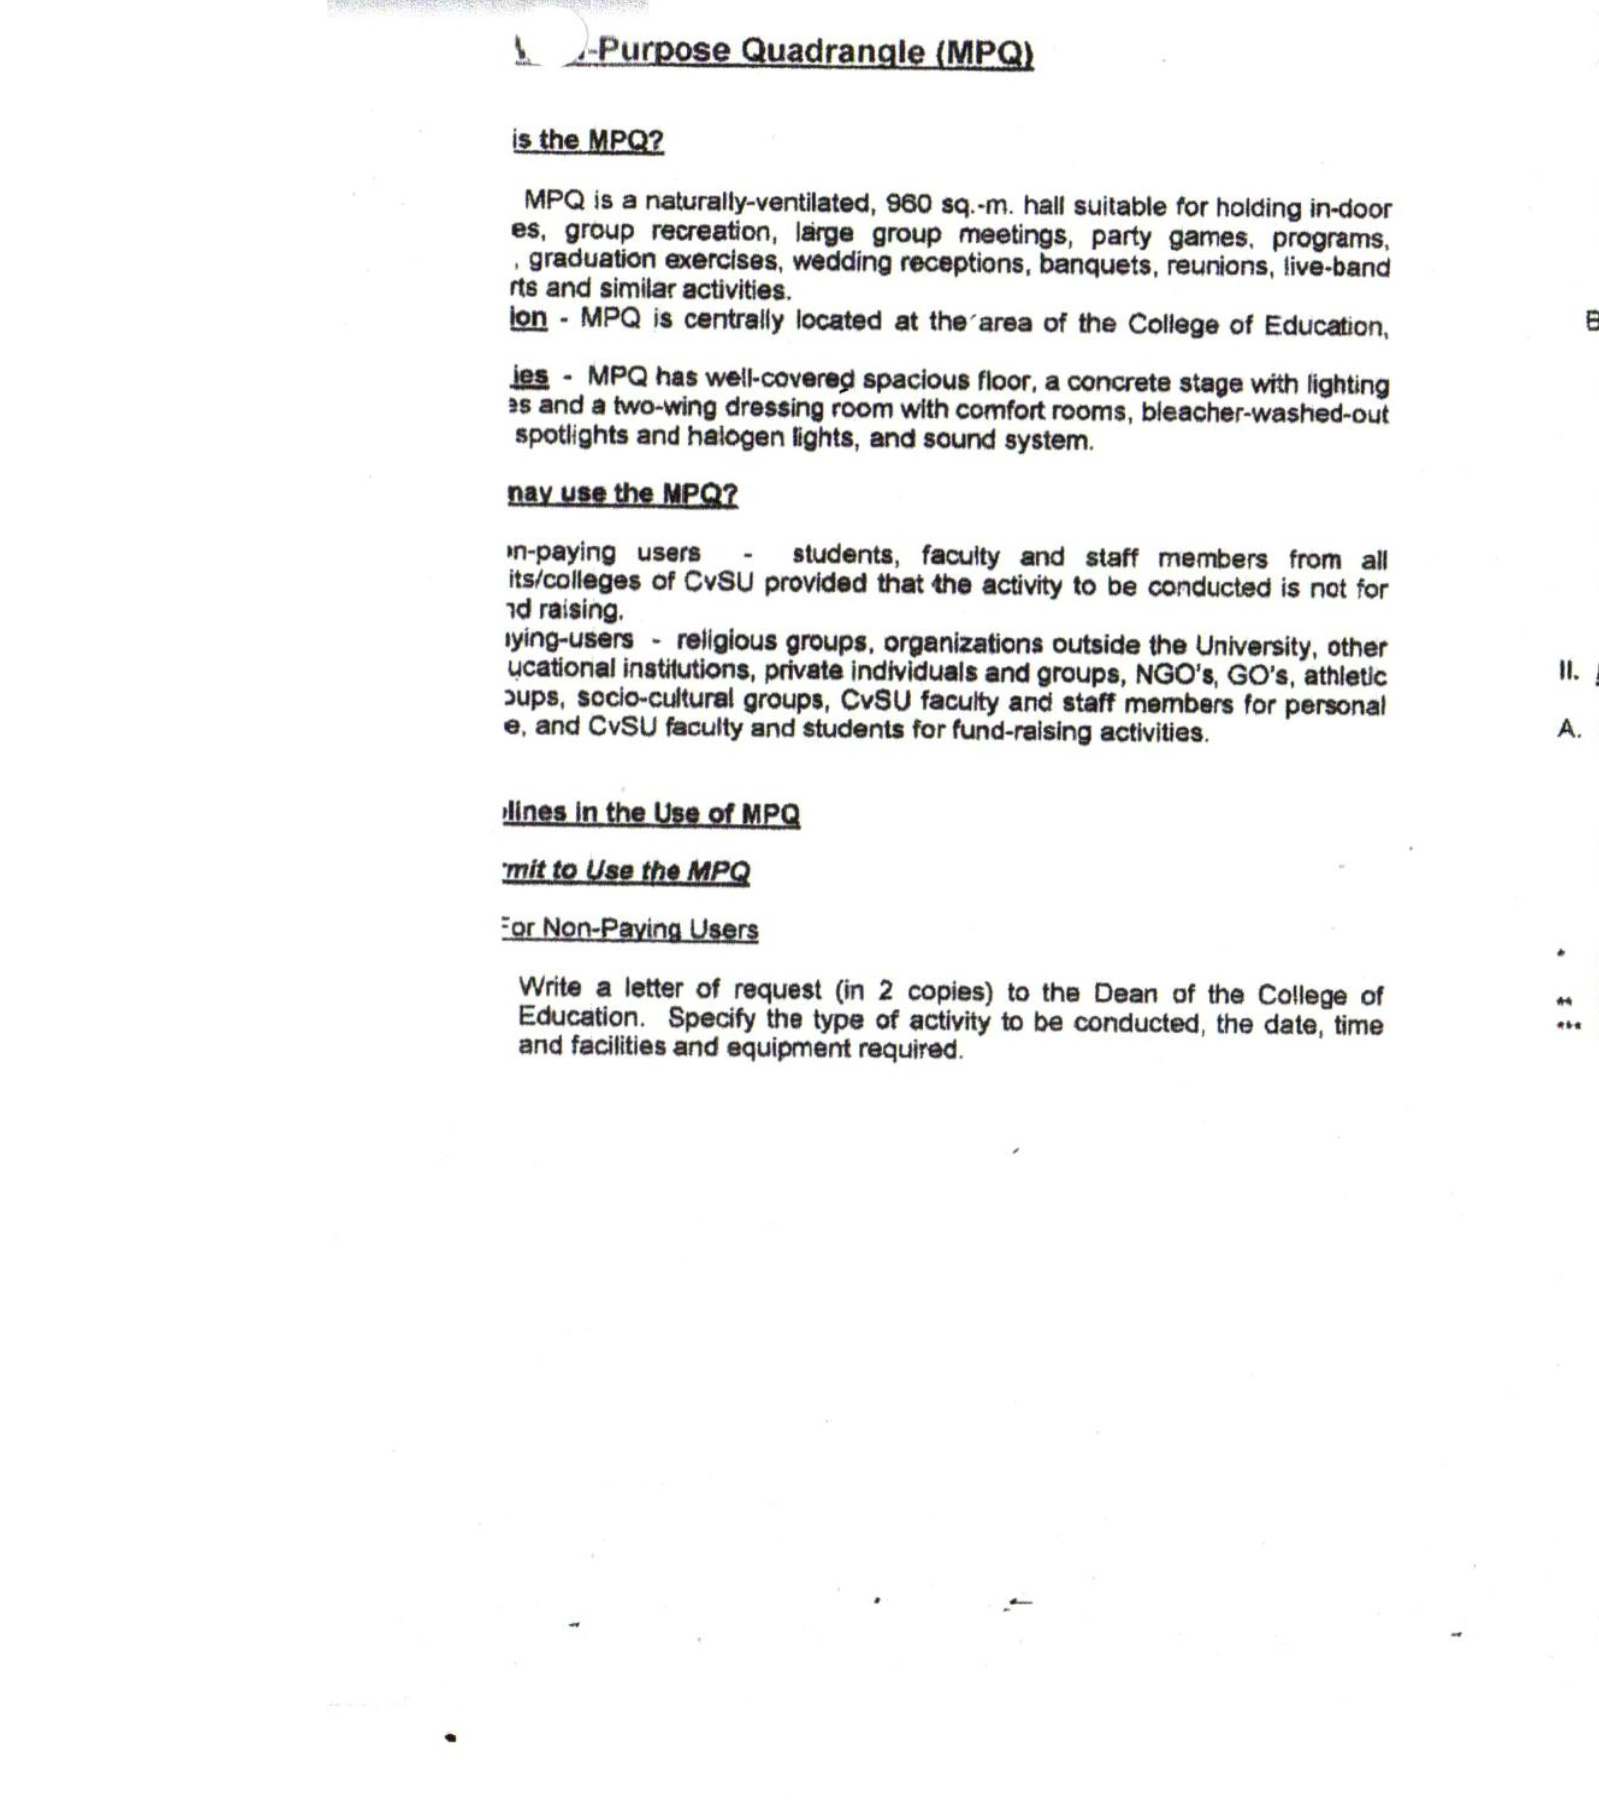 -Purpose Quadrangle (MPQ)
is the MPQ?
MPQ is a naturally-ventilated, 960 sq.-m. hall suitable for holding in-door
es, group recreation, large group meetings, party games, programs,
, graduation exercises, wedding receptions, banquets, reunions, live-band
rts and similar activities.
ion - MPQ is centrally located at the area of the College of Education,
B
ies - MPQ has well-covered spacious floor, a concrete stage with lighting
es and a two-wing dressing room with comfort rooms, bleacher-washed-out
spotlights and halogen lights, and sound system.
may use the MPQ?
n-paying users - students, faculty and staff members from all
its/colleges of CvSU provided that the activity to be conducted is not for
nd raising.
ying-users - religious groups, organizations outside the University, other
ucational institutions, private individuals and groups, NGO's, GO's, athletic
oups, socio-cultural groups, CvSU faculty and staff members for personal
e, and CvSU faculty and students for fund-raising activities.
II.
A.
lines in the Use of MPQ
mit to Use the MPQ
For Non-Paying Users
Write a letter of request (in 2 copies) to the Dean of the College of
Education. Specify the type of activity to be conducted, the date, time
and facilities and equipment required.
*
**
***